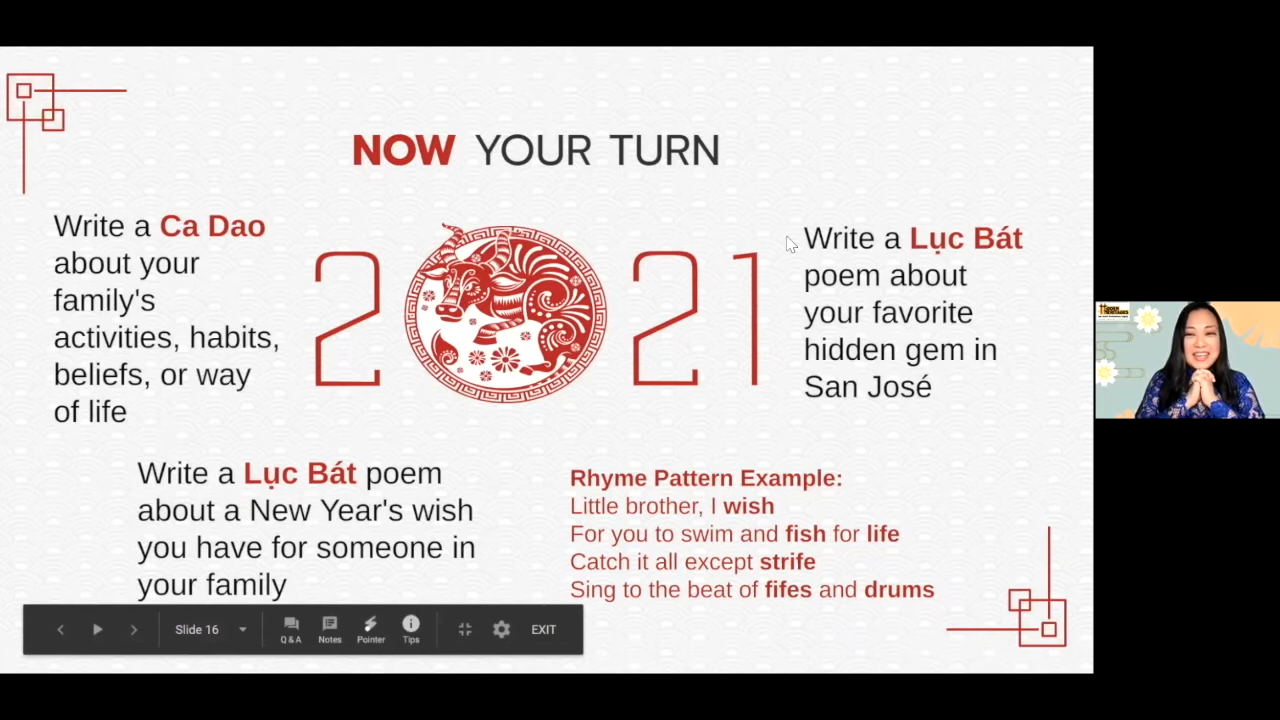 NOW YOUR TURN
Write a Ca Dao
about your
family's
activities, habits,
beliefs, or way
of life
2 21
Write a Lục Bát
poem about
your favorite
hidden gem in
San José
Write a Lục Bát poem
about a New Year's wish
you have for someone in
your family
Rhyme Pattern Example:
Little brother, I wish
For you to swim and fish for life
Catch it all except strife
Sing to the beat of fifes and drums
Slide 16
Q & A Notes Pointer Tips
EXIT